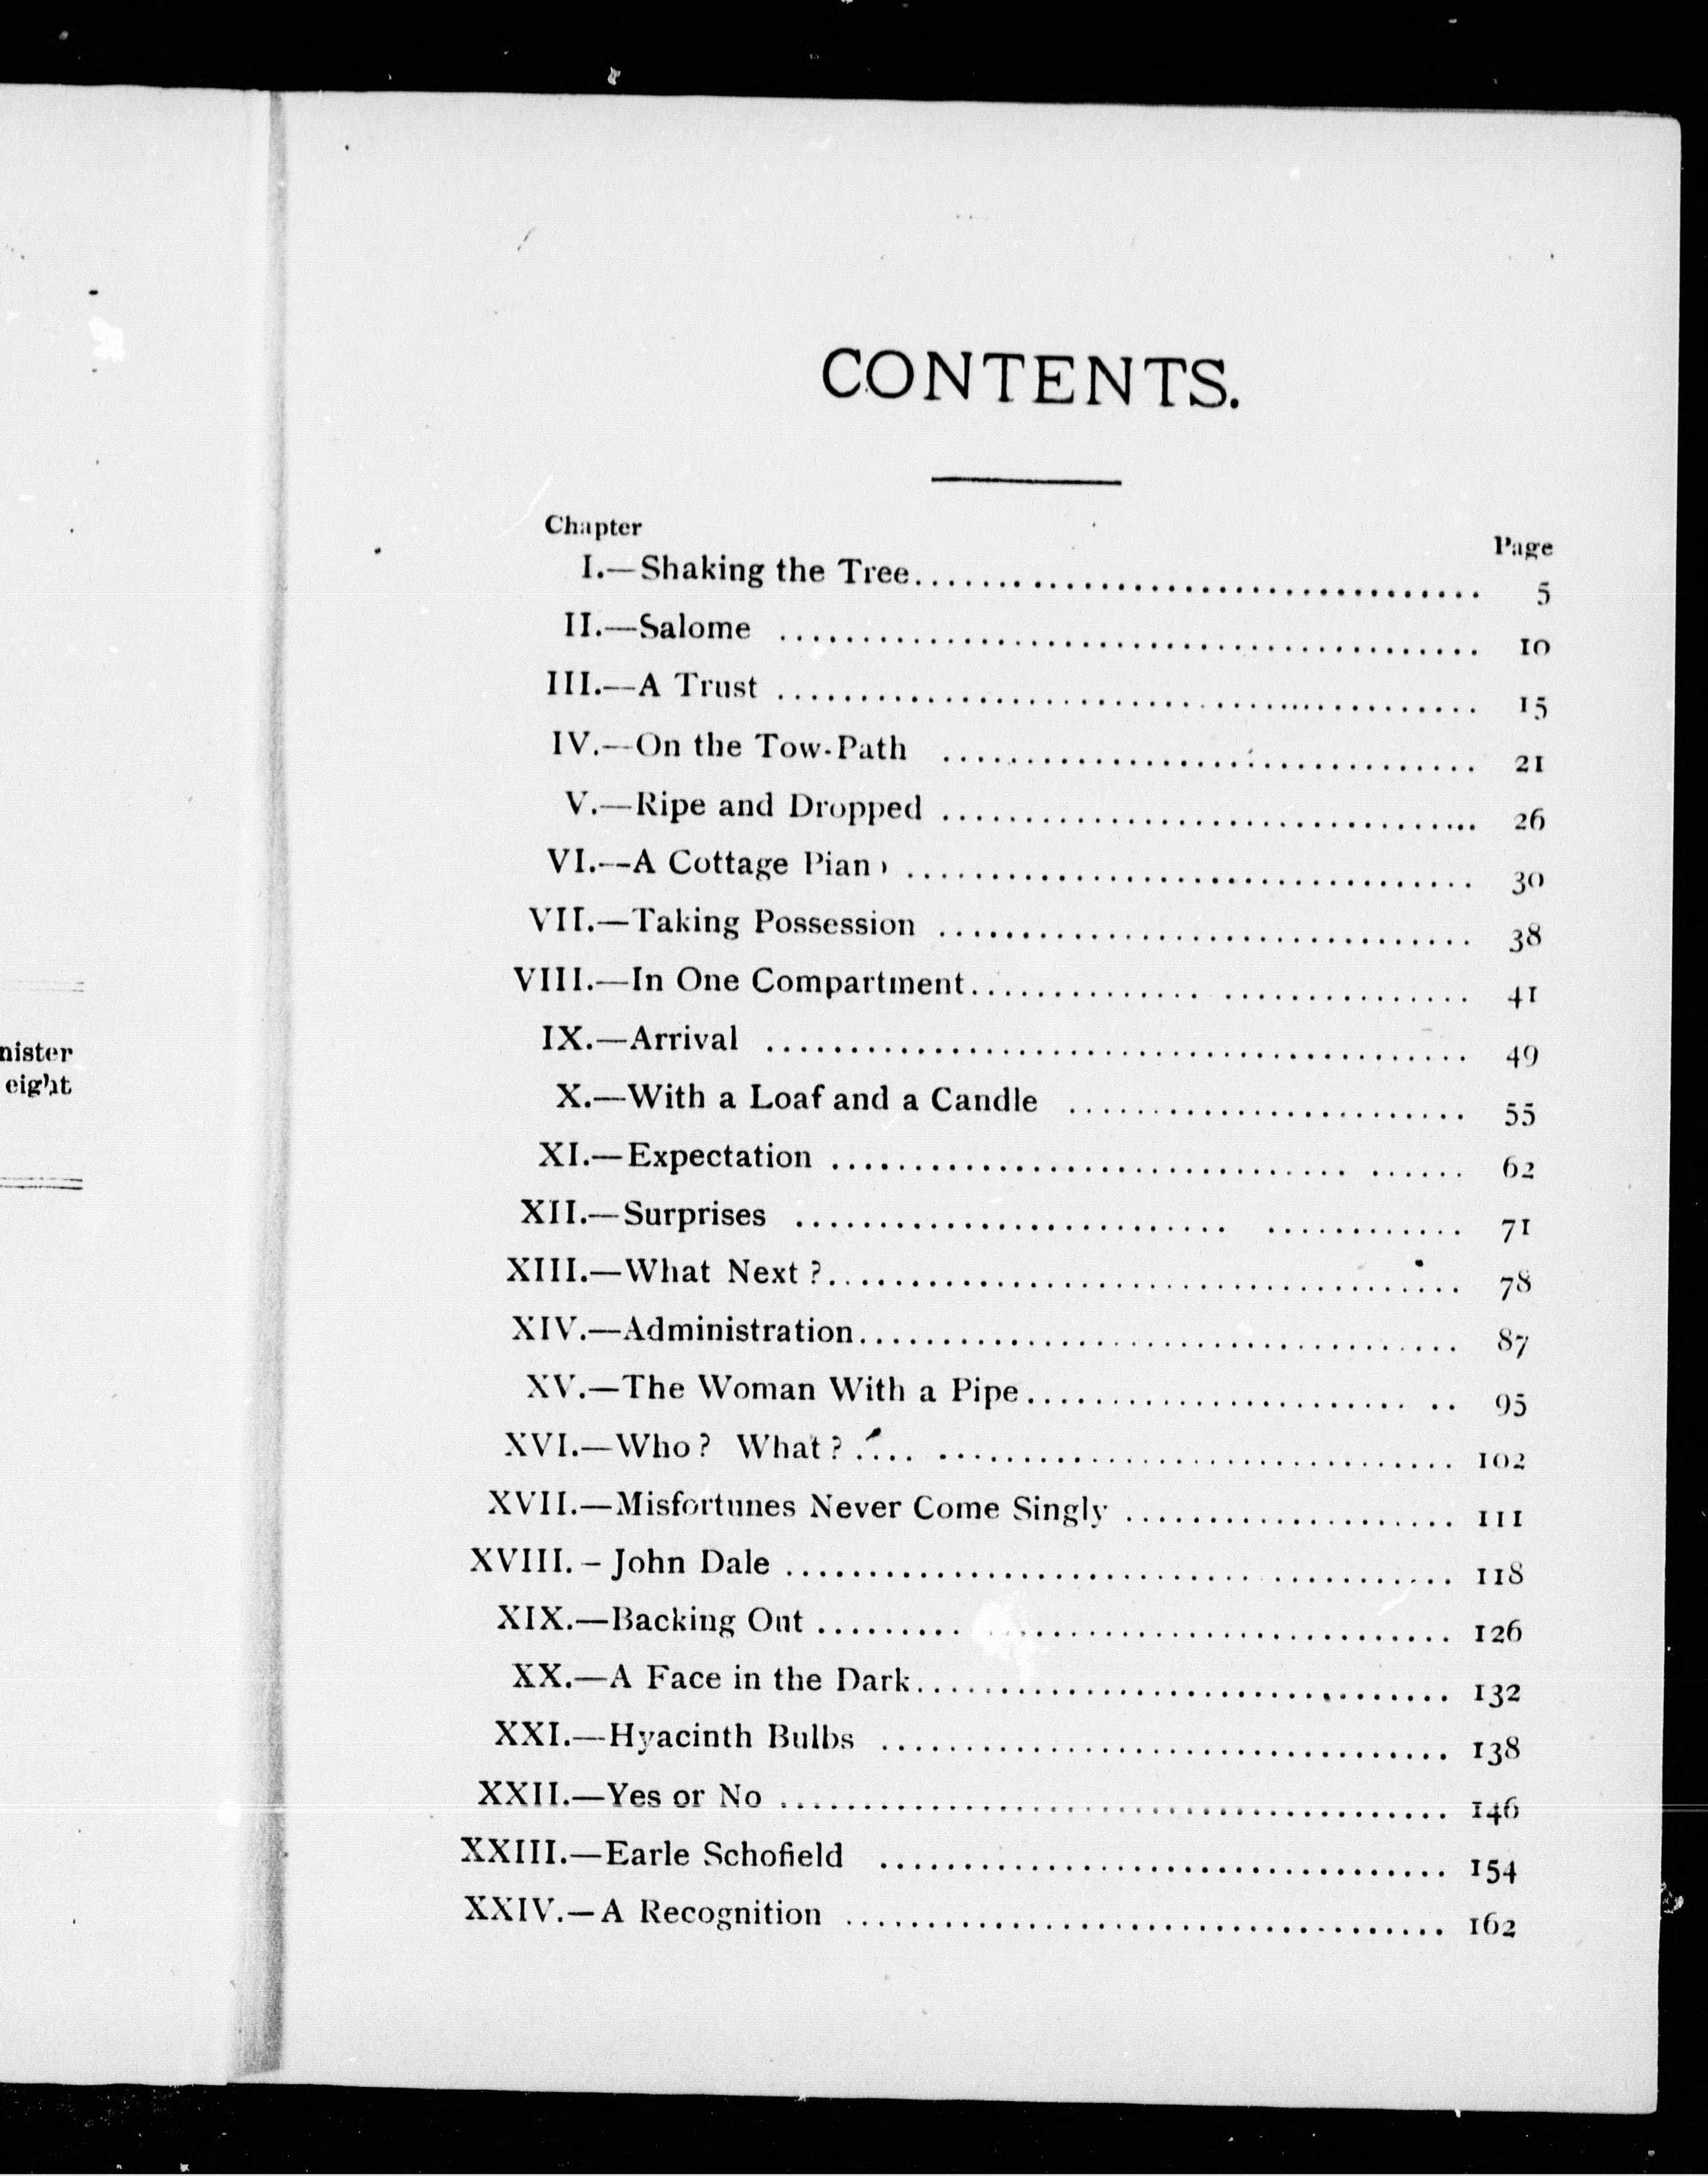 nister
eight
CONTENTS.
Chapter
Page
I.—Shaking the Tree........................................ 5
II.—Salome ........................................ 10
III.—A Trust ........................................ 15
IV.—On the Tow-Path ........................................ 21
V.—Ripe and Dropped ........................................ 26
VI.—A Cottage Piano ........................................ 30
VII.—Taking Possession ........................................ 38
VIII.—In One Compartment........................................ 41
IX.—Arrival ........................................ 49
X.—With a Loaf and a Candle ........................................ 55
XI.—Expectation ........................................ 62
XII.—Surprises ........................................ 71
XIII.—What Next ?........................................ 78
XIV.—Administration........................................ 87
XV.—The Woman With a Pipe........................................ 95
XVI.—Who ? What ? ........................................ 102
XVII.—Misfortunes Never Come Singly ........................................ 111
XVIII.–John Dale ........................................ 118
XIX.—Backing Out ........................................ 126
XX.—A Face in the Dark........................................ 132
XXI.—Hyacinth Bulbs ........................................ 138
XXII.—Yes or No ........................................ 146
XXIII.—Earle Schofield ........................................ 154
XXIV.—A Recognition ........................................ 162